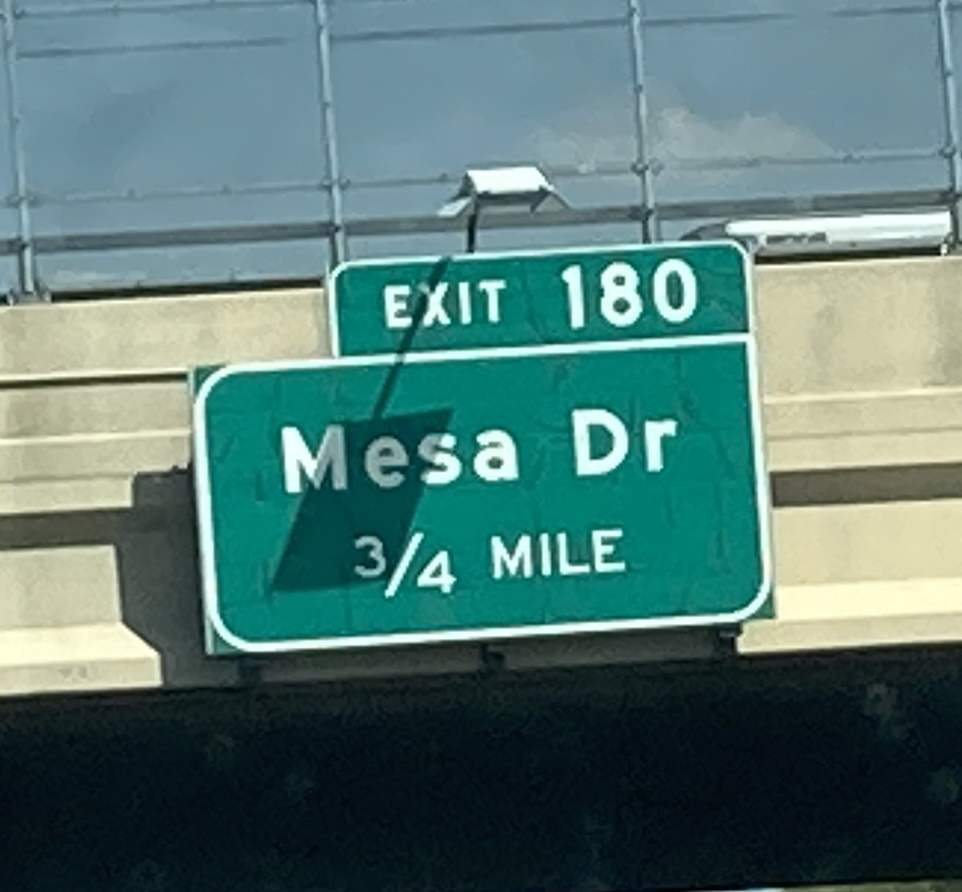 EXIT 180
Mesa Dr
3/4 MILE